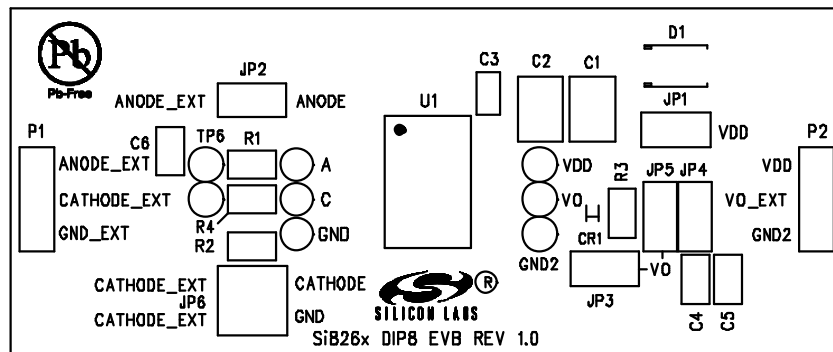 Pb
Pb-Free
JP2
ANODE_EXT
ANODE
P1
C6
TP6
R1
ANODE_EXT
A
CATHODE_EXT
C
GND_EXT
R4
GND
R2
CATHODE_EXT
CATHODE
JP6
CATHODE_EXT
GND
U1
C3
C2
C1
D1
JP1
VDD
P2
VDD
VO
GND2
R3
JP5
JP4
CR1
VDD
VO_EXT
GND2
VO
JP3
C4
C5
R
SILICON LABS
SiB26x DIP8 EVB REV 1.0